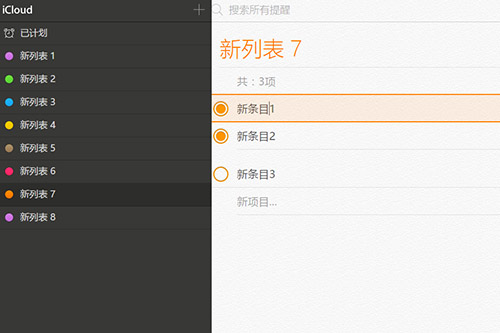 iCloud
已计划
新列表 1
新列表 2
新列表 3
新列表 4
新列表 5
新列表 6
新列表 7
新列表 8
搜索所有提醒
新列表 7
共：3项
新条目1
新条目2
新条目3
新项目...